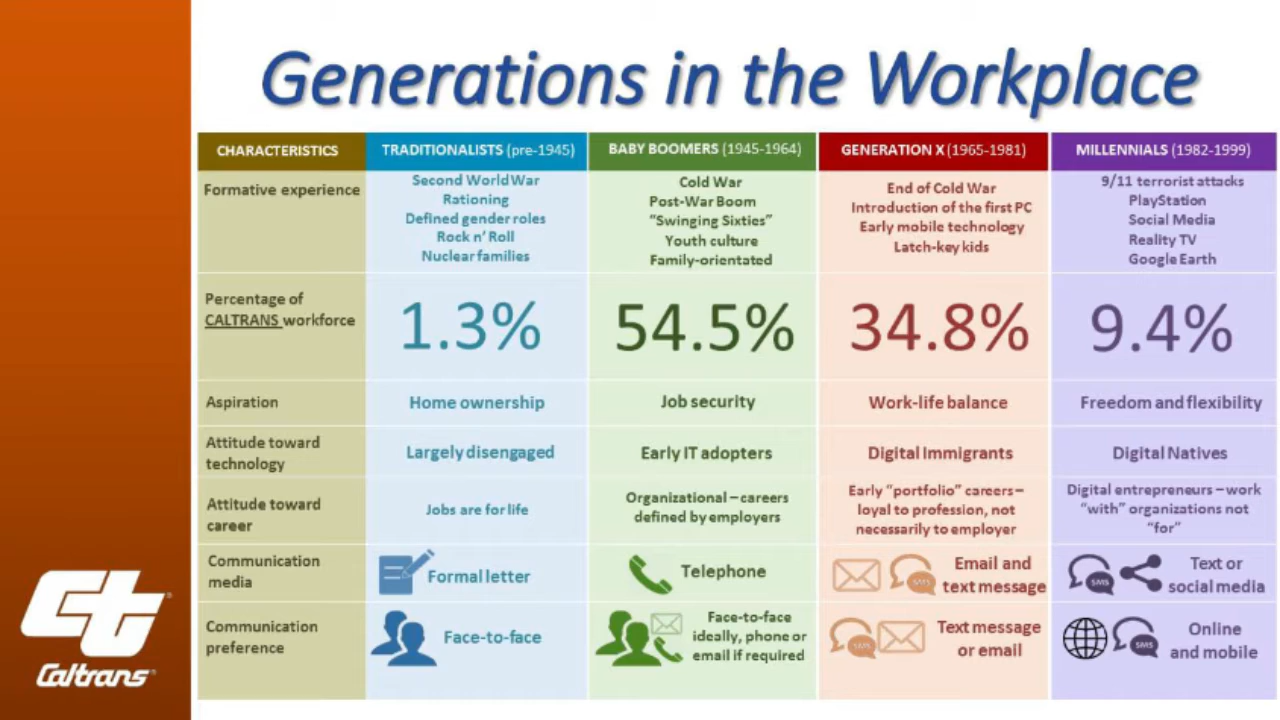 Generations in the Workplace
CHARACTERISTICS
TRADITIONALISTS (pre-1945)
BABY BOOMERS (1945-1964)
GENERATION X (1965-1981)
MILLENNIALS (1982-1999)
Formative experience
Second World War
Rationing
Defined gender roles
Rock n' Roll
Nuclear families
Cold War
Post-War Boom
"Swinging Sixties"
Youth culture
Family-orientated
End of Cold War
Introduction of the first PC
Early mobile technology
Latch-key kids
9/11 terrorist attacks
PlayStation
Social Media
Reality TV
Google Earth
Percentage of
CALTRANS workforce
1.3%
54.5%
34.8%
9.4%
Aspiration
Home ownership
Job security
Work-life balance
Freedom and flexibility
Attitude toward
technology
Largely disengaged
Early IT adopters
Digital Immigrants
Digital Natives
Attitude toward
career
Jobs are for life
Organizational – careers
defined by employers
Early "portfolio" careers –
loyal to profession, not
necessarily to employer
Digital entrepreneurs – work
"with" organizations not
"for"
Communication
media
Formal letter
Telephone
SMS
Email and
text message
SMS
Text or
social media
Communication
preference
Face-to-face
Face-to-face
ideally, phone or
email if required
SMS
Text message
or email
SMS
Online
and mobile
ct
®
Caltrans